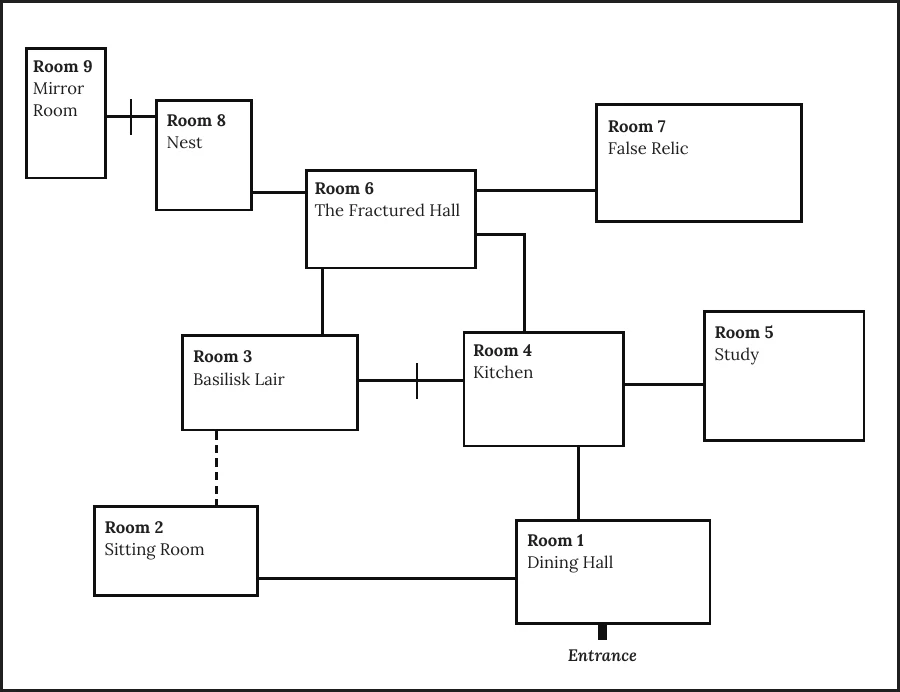 Room 9
Mirror
Room
Room 8
Nest
Room 7
False Relic
Room 6
The Fractured Hall
Room 3
Basilisk Lair
Room 4
Kitchen
Room 5
Study
Room 2
Sitting Room
Room 1
Dining Hall
Entrance